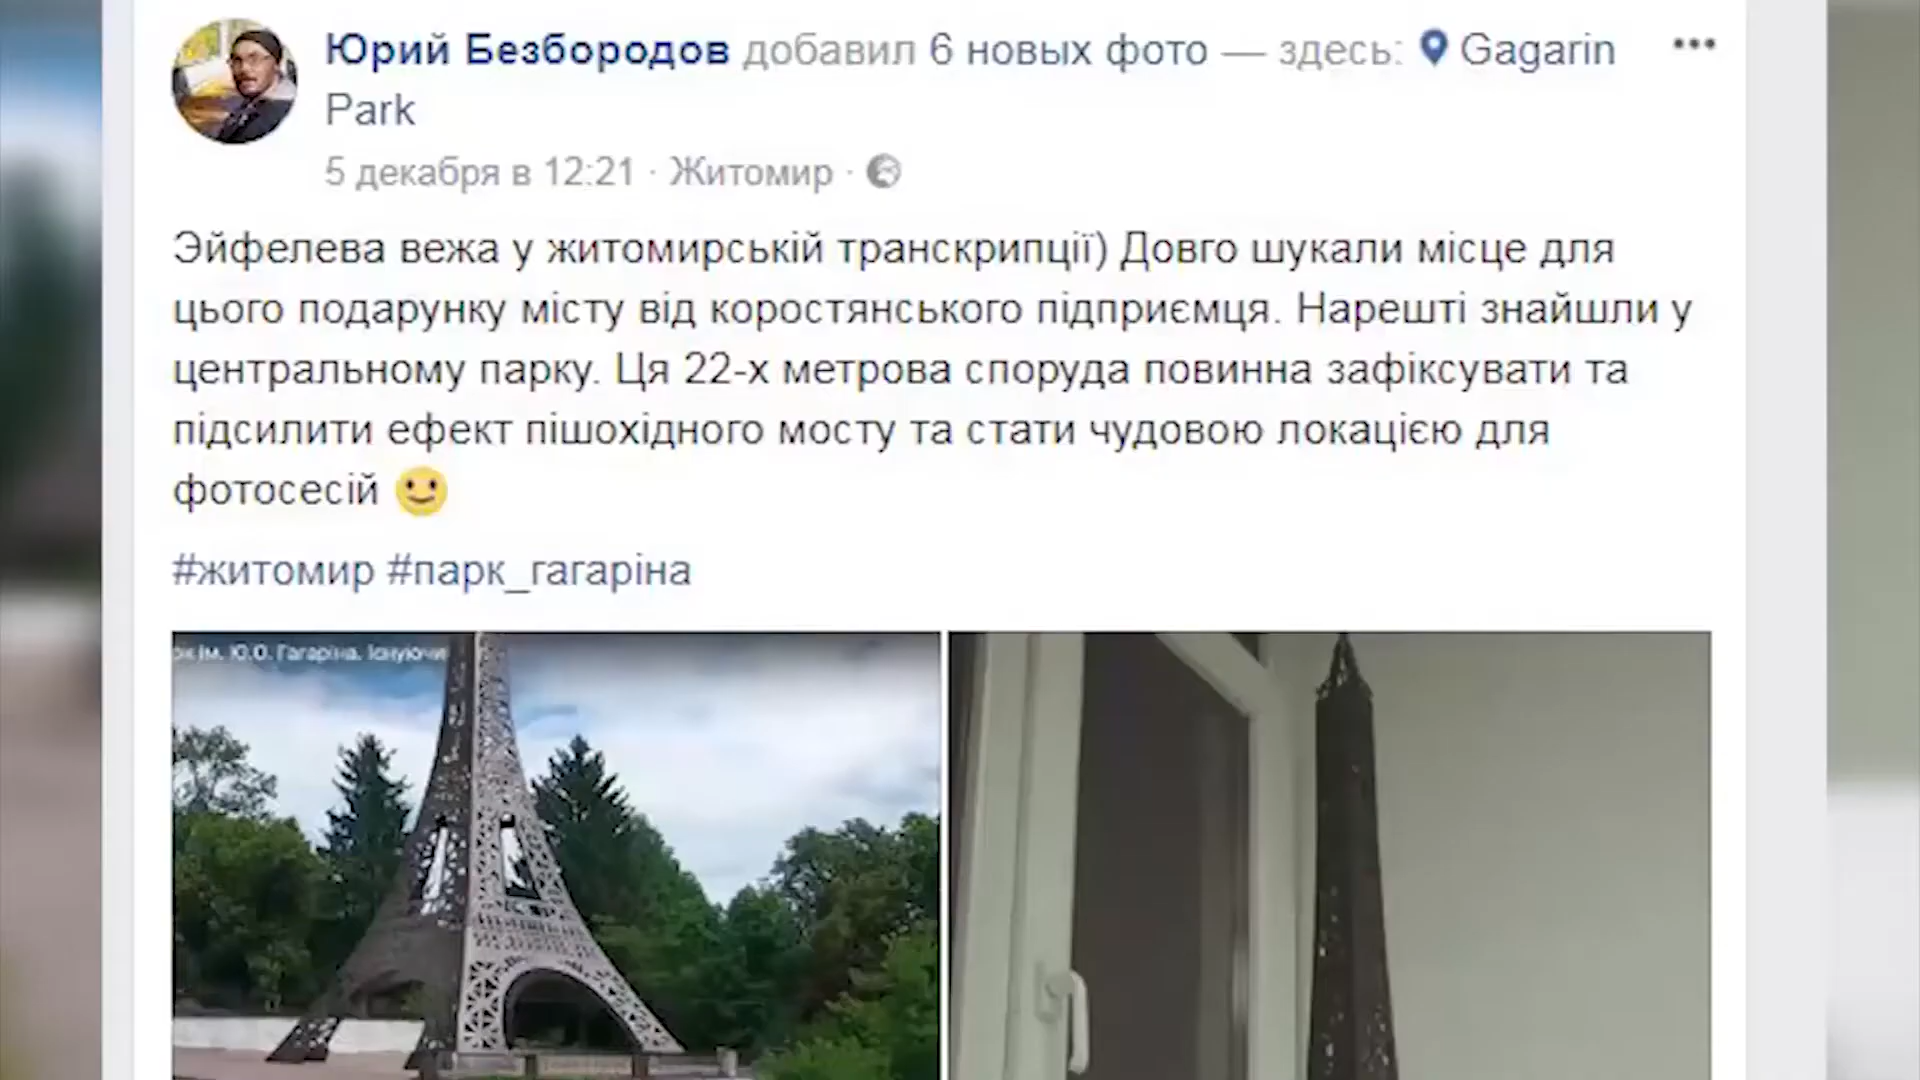 Юрий Безбородов добавил 6 новых фото — здесь: Gagarin
Park
5 декабря в 12:21 · Житомир ·
Эйфелева вежа у житомирській транскрипції) Довго шукали місце для
цього подарунку місту від коростянського підприємця. Нарешті знайшли у
центральному парку. Ця 22-х метрова споруда повинна зафіксувати та
підсилити ефект пішохідного мосту та стати чудовою локацією для
фотосесій
#житомир #парк_гагаріна
ім. Ю.О. Гагаріна. Існуючи